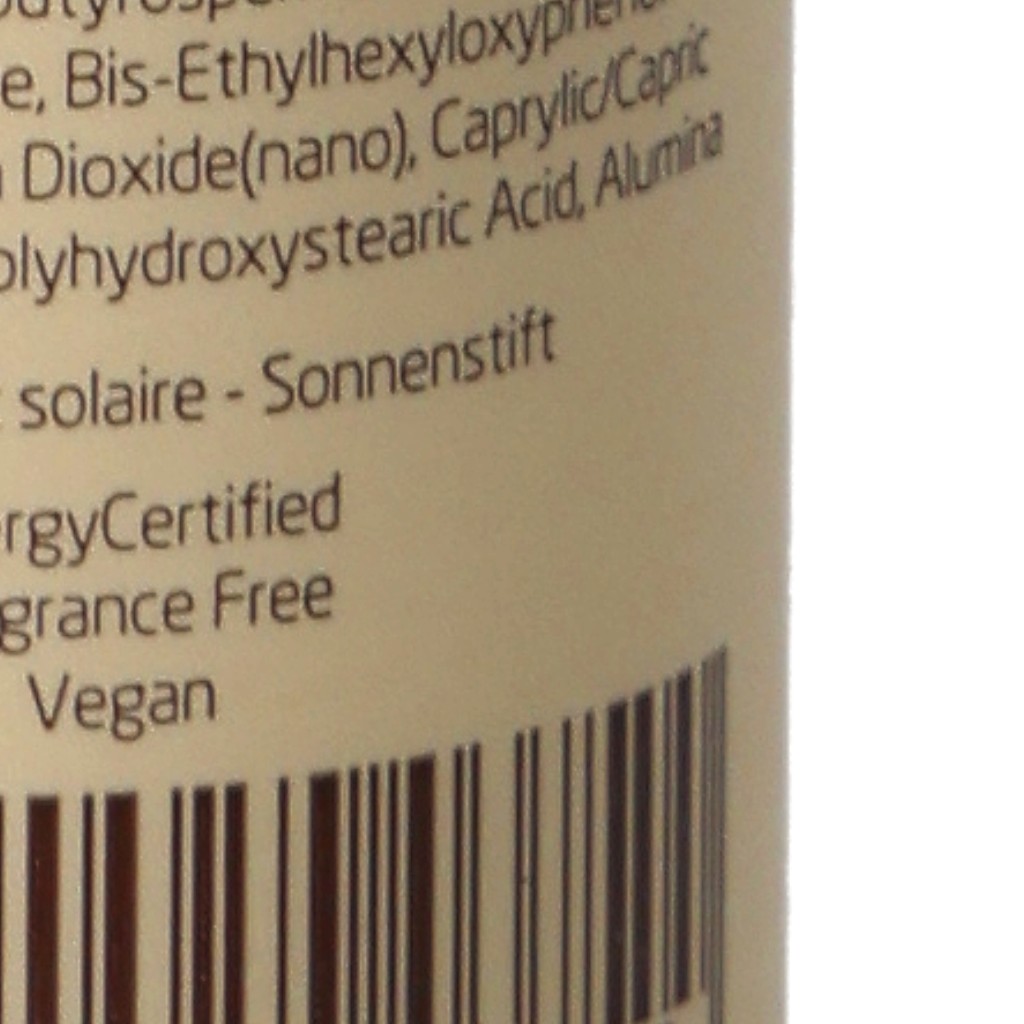 e, Bis-Ethylhexyloxyphenol
Dioxide(nano), Caprylic/Capric
olyhydroxystearic Acid, Alumina
solaire - Sonnenstift
rgyCertified
grance Free
Vegan